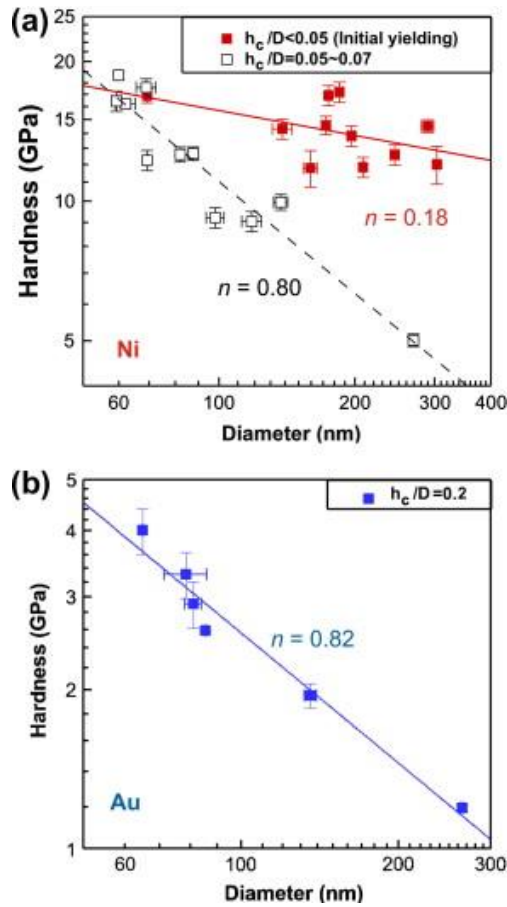 (a)
25
20
15
10
5
Hardness (GPa)
h_c/D<0.05 (Initial yielding)
h_c/D=0.05~0.07
n = 0.18
n = 0.80
Ni
60 100 200 300 400
Diameter (nm)
(b)
5
4
3
2
1
Hardness (GPa)
h_c/D=0.2
n = 0.82
Au
60 100 200 300
Diameter (nm)